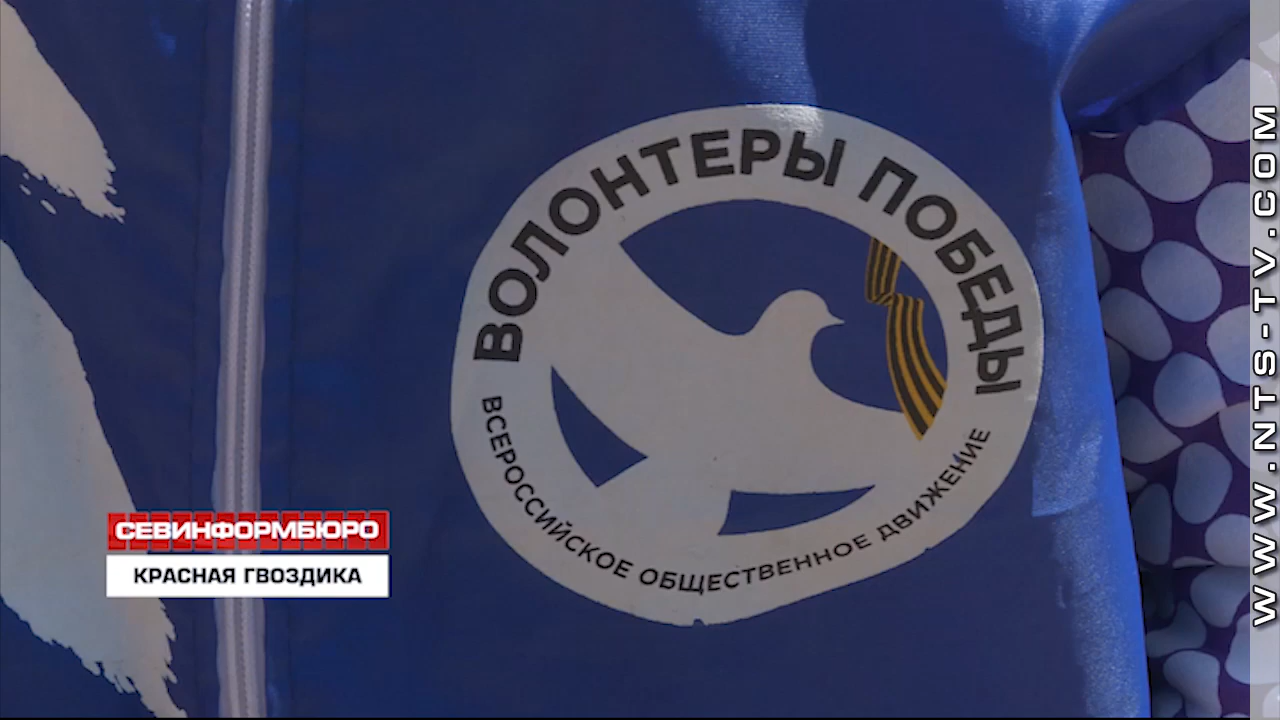 ВОЛОНТЕРЫ ПОБЕДЫ
ВСЕРОССИЙСКОЕ ОБЩЕСТВЕННОЕ ДВИЖЕНИЕ
СЕВИНФОРМБЮРО
КРАСНАЯ ГВОЗДИКА
WWW.NTS-TV.COM